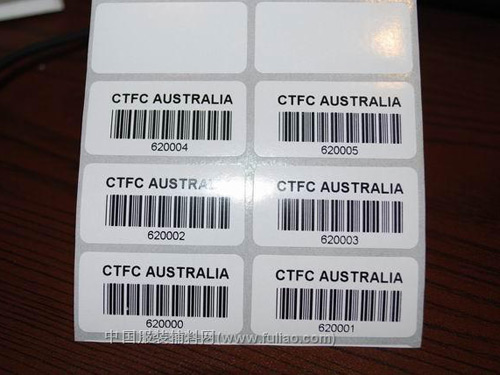 CTFC AUSTRALIA
620004
CTFC AUSTRALIA
620005
CTFC AUSTRALIA
620002
CTFC AUSTRALIA
620003
CTFC AUSTRALIA
620000
CTFC AUSTRALIA
620001
中国服装辅料网(www.fuliao.com)